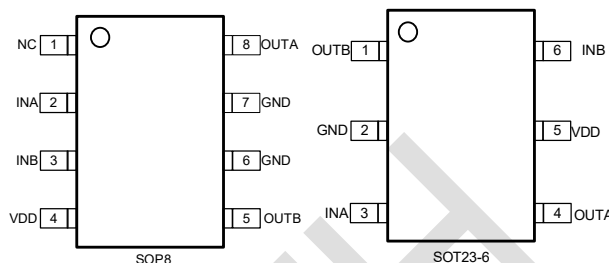 NC 1 8 OUTA
INA 2 7 GND
INB 3 6 GND
VDD 4 5 OUTB
SOP8
OUTB 1 6 INB
GND 2 5 VDD
INA 3 4 OUTA
SOT23-6